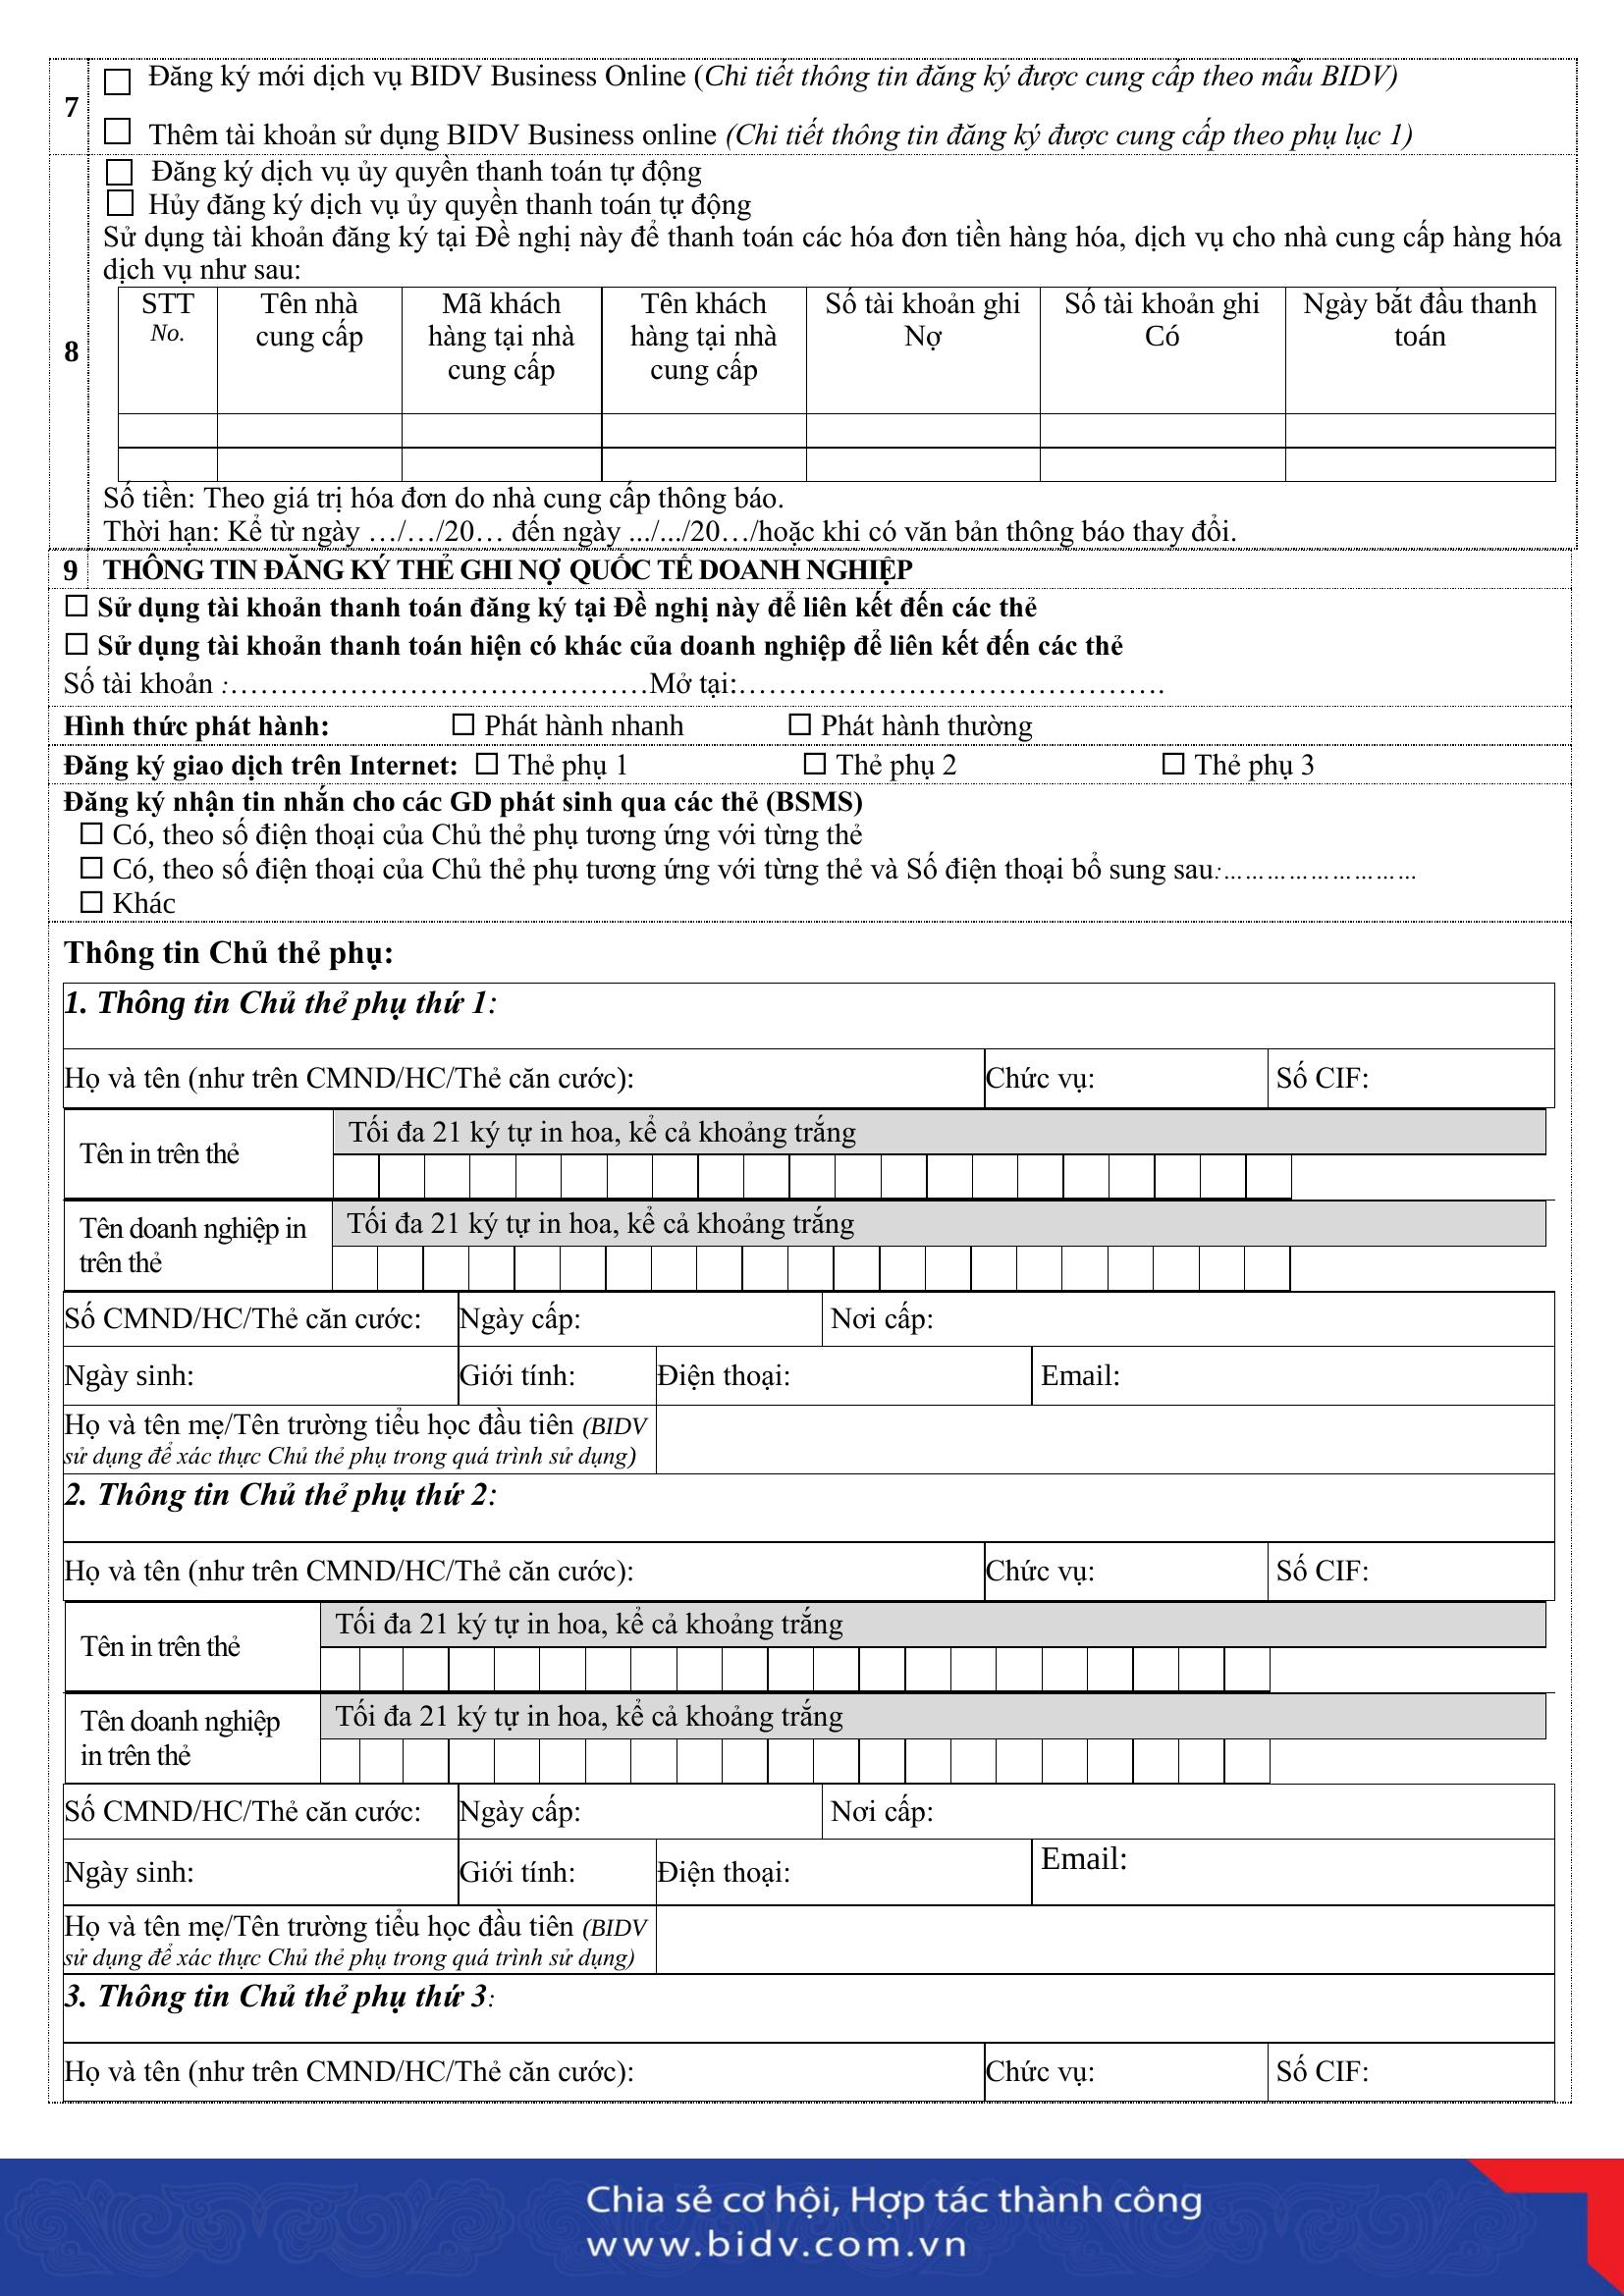 7
☐ Đăng ký mới dịch vụ BIDV Business Online (Chi tiết thông tin đăng ký được cung cấp theo mẫu BIDV)
☐ Thêm tài khoản sử dụng BIDV Business online (Chi tiết thông tin đăng ký được cung cấp theo phụ lục 1)
8
☐ Đăng ký dịch vụ ủy quyền thanh toán tự động
☐ Hủy đăng ký dịch vụ ủy quyền thanh toán tự động
Sử dụng tài khoản đăng ký tại Đề nghị này để thanh toán các hóa đơn tiền hàng hóa, dịch vụ cho nhà cung cấp hàng hóa
dịch vụ như sau:
STT No. Tên nhà cung cấp Mã khách hàng tại nhà cung cấp Tên khách hàng tại nhà cung cấp Số tài khoản ghi Nợ Số tài khoản ghi Có Ngày bắt đầu thanh toán
Số tiền: Theo giá trị hóa đơn do nhà cung cấp thông báo.
Thời hạn: Kể từ ngày …/…/20… đến ngày .../.../20…/hoặc khi có văn bản thông báo thay đổi.
9 THÔNG TIN ĐĂNG KÝ THẺ GHI NỢ QUỐC TẾ DOANH NGHIỆP
☐ Sử dụng tài khoản thanh toán đăng ký tại Đề nghị này để liên kết đến các thẻ
☐ Sử dụng tài khoản thanh toán hiện có khác của doanh nghiệp để liên kết đến các thẻ
Số tài khoản :……………………………………Mở tại:…………………………………….
Hình thức phát hành: ☐ Phát hành nhanh ☐ Phát hành thường
Đăng ký giao dịch trên Internet: ☐ Thẻ phụ 1 ☐ Thẻ phụ 2 ☐ Thẻ phụ 3
Đăng ký nhận tin nhắn cho các GD phát sinh qua các thẻ (BSMS)
☐ Có, theo số điện thoại của Chủ thẻ phụ tương ứng với từng thẻ
☐ Có, theo số điện thoại của Chủ thẻ phụ tương ứng với từng thẻ và Số điện thoại bổ sung sau:……………………
☐ Khác
Thông tin Chủ thẻ phụ:
1. Thông tin Chủ thẻ phụ thứ 1:
Họ và tên (như trên CMND/HC/Thẻ căn cước): Chức vụ: Số CIF:
Tên in trên thẻ
Tối đa 21 ký tự in hoa, kể cả khoảng trắng
Tên doanh nghiệp in
trên thẻ
Tối đa 21 ký tự in hoa, kể cả khoảng trắng
Số CMND/HC/Thẻ căn cước: Ngày cấp: Nơi cấp:
Ngày sinh: Giới tính: Điện thoại: Email:
Họ và tên mẹ/Tên trường tiểu học đầu tiên (BIDV
sử dụng để xác thực Chủ thẻ phụ trong quá trình sử dụng)
2. Thông tin Chủ thẻ phụ thứ 2:
Họ và tên (như trên CMND/HC/Thẻ căn cước): Chức vụ: Số CIF:
Tên in trên thẻ
Tối đa 21 ký tự in hoa, kể cả khoảng trắng
Tên doanh nghiệp
in trên thẻ
Tối đa 21 ký tự in hoa, kể cả khoảng trắng
Số CMND/HC/Thẻ căn cước: Ngày cấp: Nơi cấp:
Ngày sinh: Giới tính: Điện thoại: Email:
Họ và tên mẹ/Tên trường tiểu học đầu tiên (BIDV
sử dụng để xác thực Chủ thẻ phụ trong quá trình sử dụng)
3. Thông tin Chủ thẻ phụ thứ 3:
Họ và tên (như trên CMND/HC/Thẻ căn cước): Chức vụ: Số CIF:
Chia sẻ cơ hội, Hợp tác thành công
www.bidv.com.vn